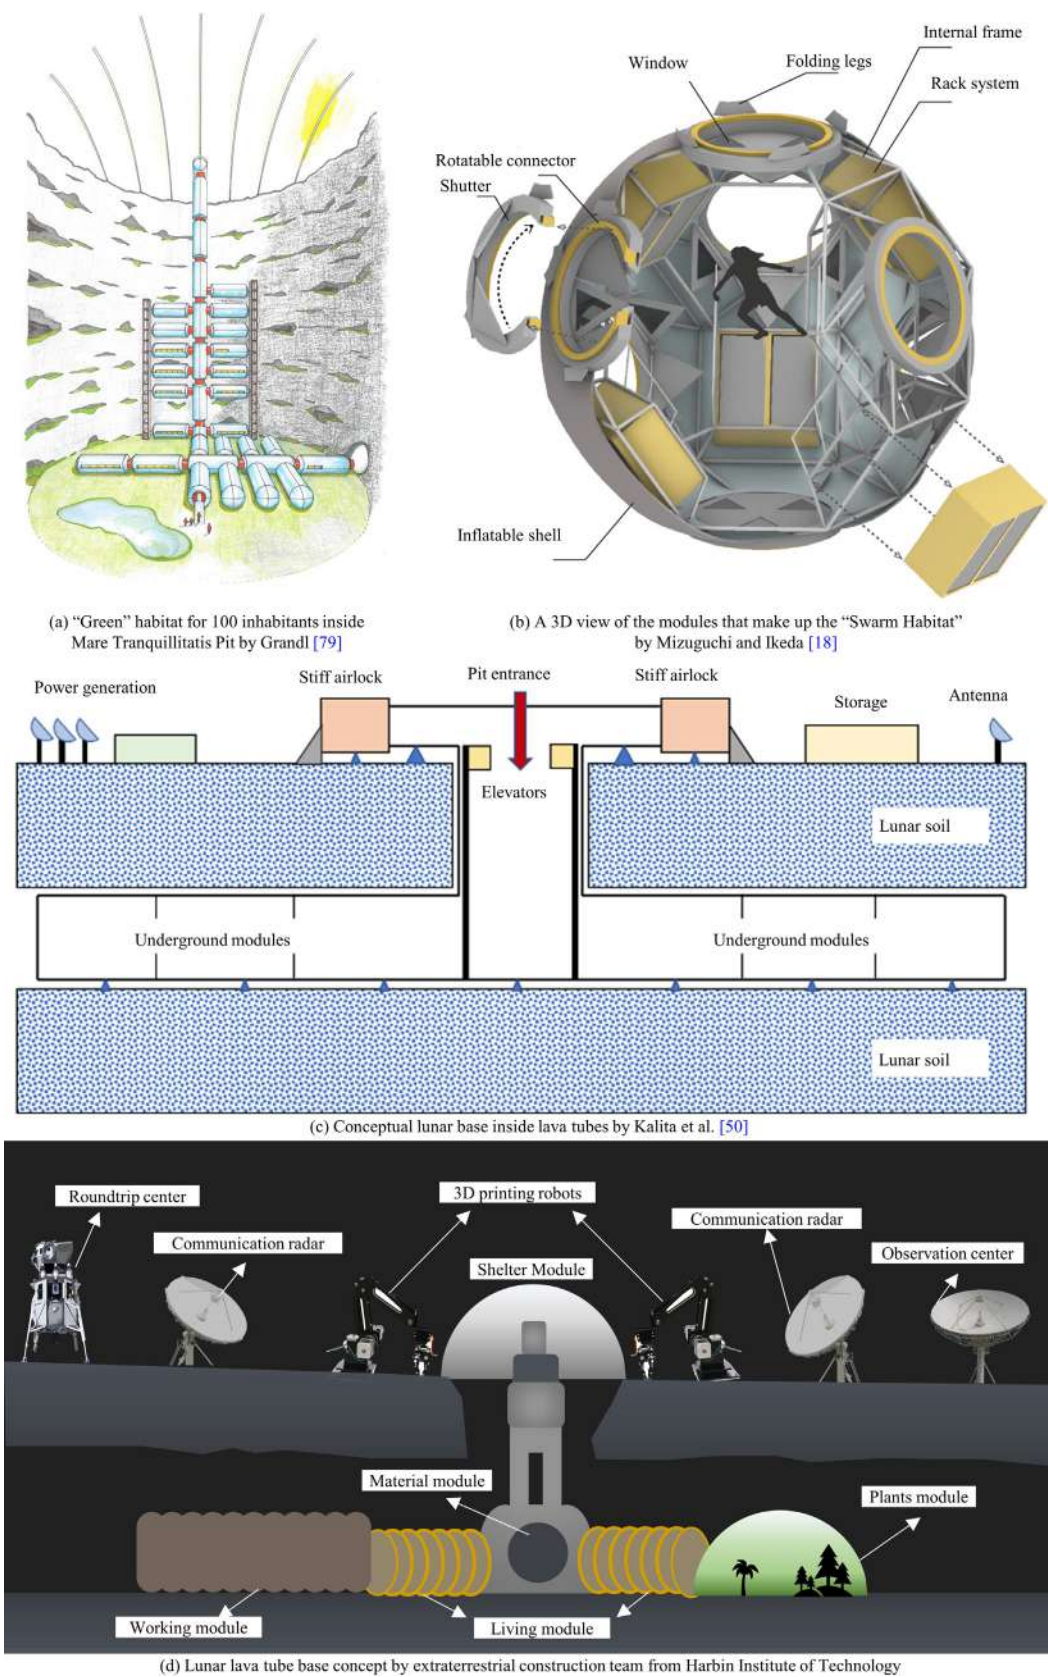 Internal frame
Folding legs
Window
Rack system
Rotatable connector
Shutter
Inflatable shell
(a) “Green” habitat for 100 inhabitants inside
Mare Tranquillitatis Pit by Grandl [79]
(b) A 3D view of the modules that make up the “Swarm Habitat”
by Mizuguchi and Ikeda [18]
Power generation
Stiff airlock
Pit entrance
Stiff airlock
Storage
Antenna
Elevators
Lunar soil
Underground modules
Underground modules
Lunar soil
(c) Conceptual lunar base inside lava tubes by Kalita et al. [50]
Roundtrip center
3D printing robots
Communication radar
Communication radar
Observation center
Shelter Module
Material module
Plants module
Working module
Living module
(d) Lunar lava tube base concept by extraterrestrial construction team from Harbin Institute of Technology